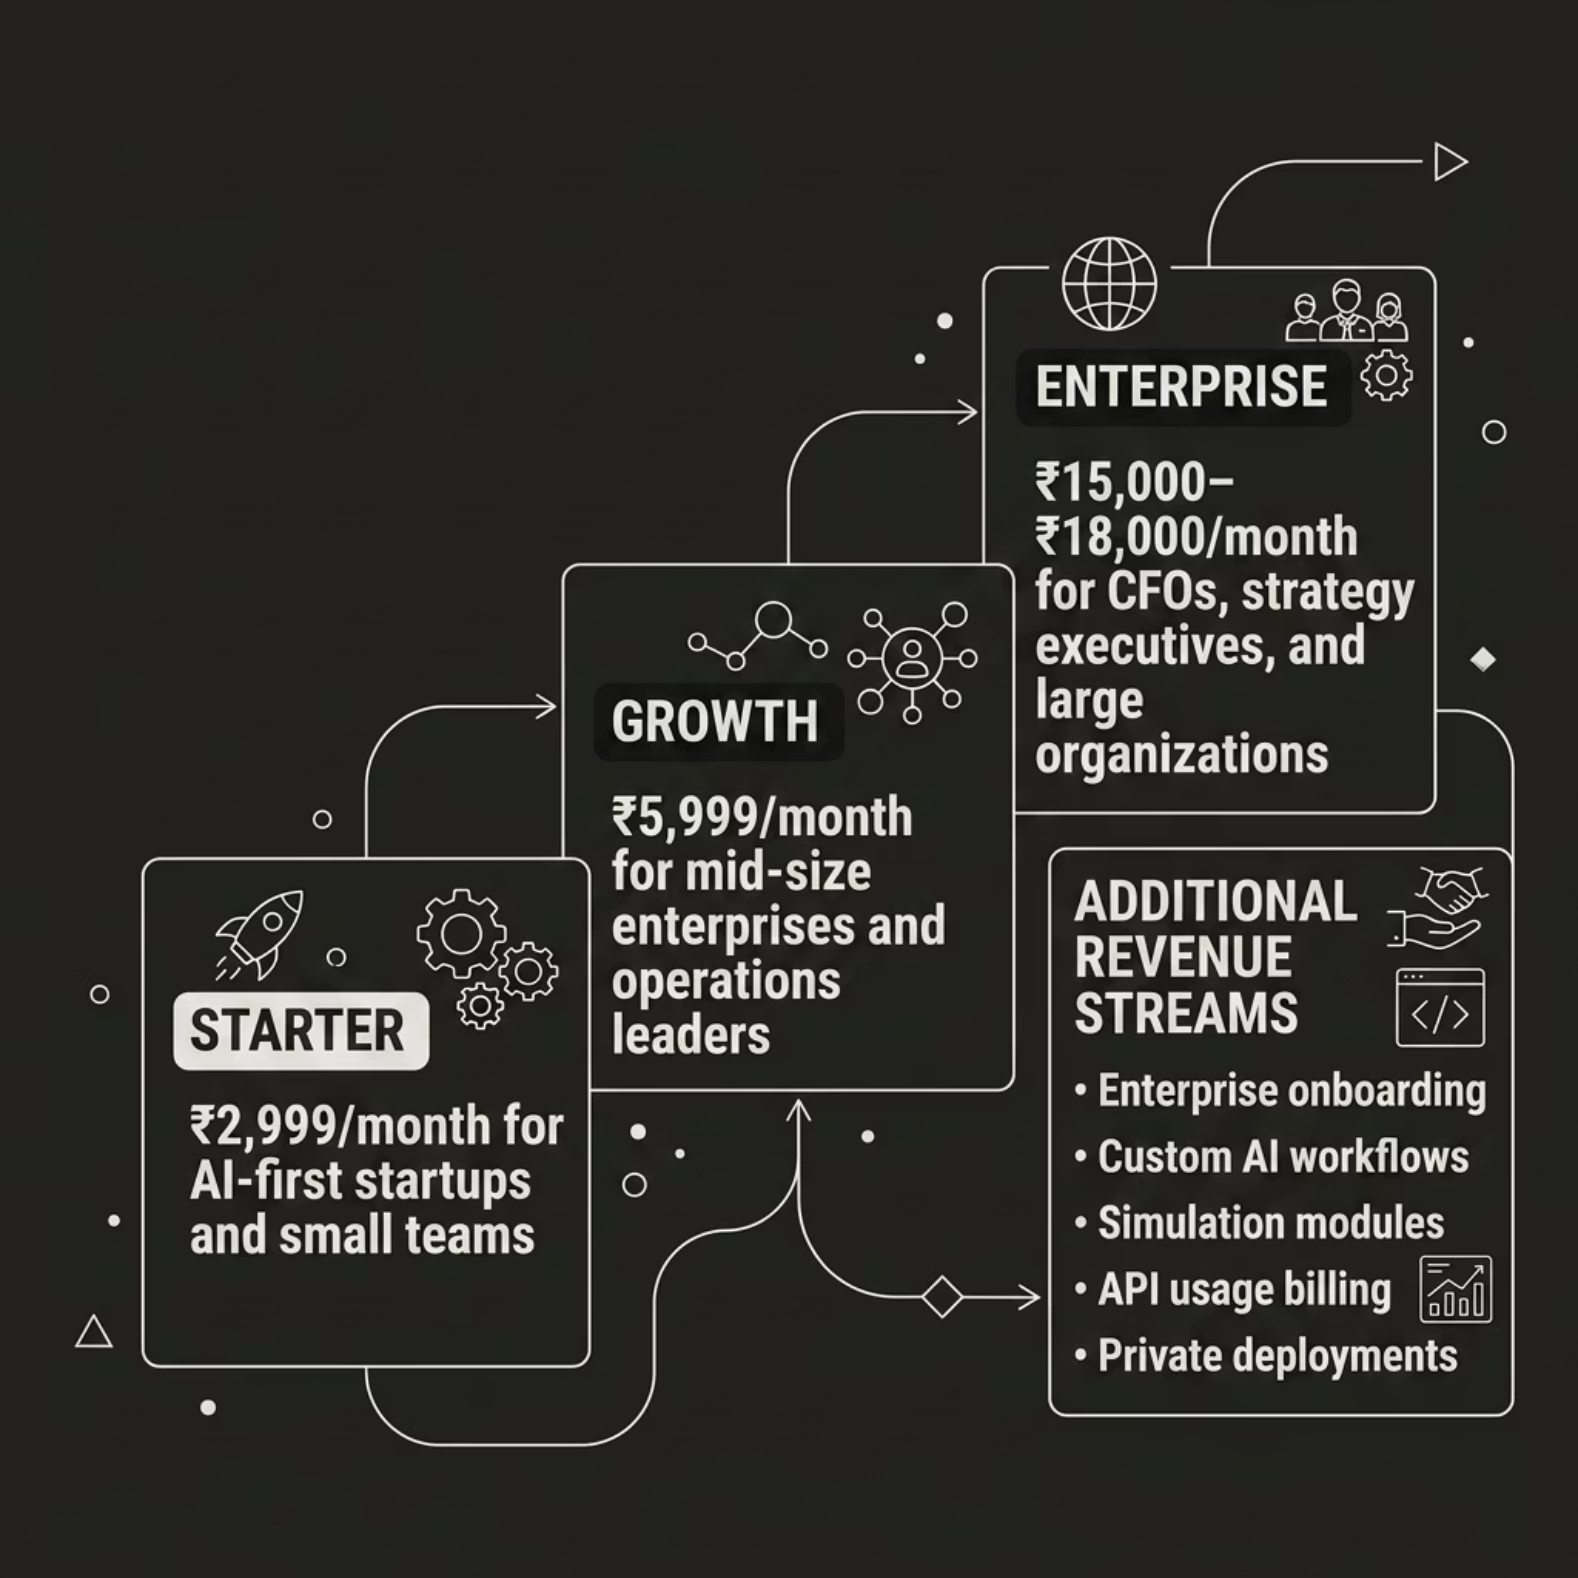 STARTER
₹2,999/month for
AI-first startups
and small teams
GROWTH
₹5,999/month
for mid-size
enterprises and
operations
leaders
ENTERPRISE
₹15,000–
₹18,000/month
for CFOs, strategy
executives, and
large
organizations
ADDITIONAL
REVENUE
STREAMS
</>
• Enterprise onboarding
• Custom AI workflows
• Simulation modules
• API usage billing
• Private deployments